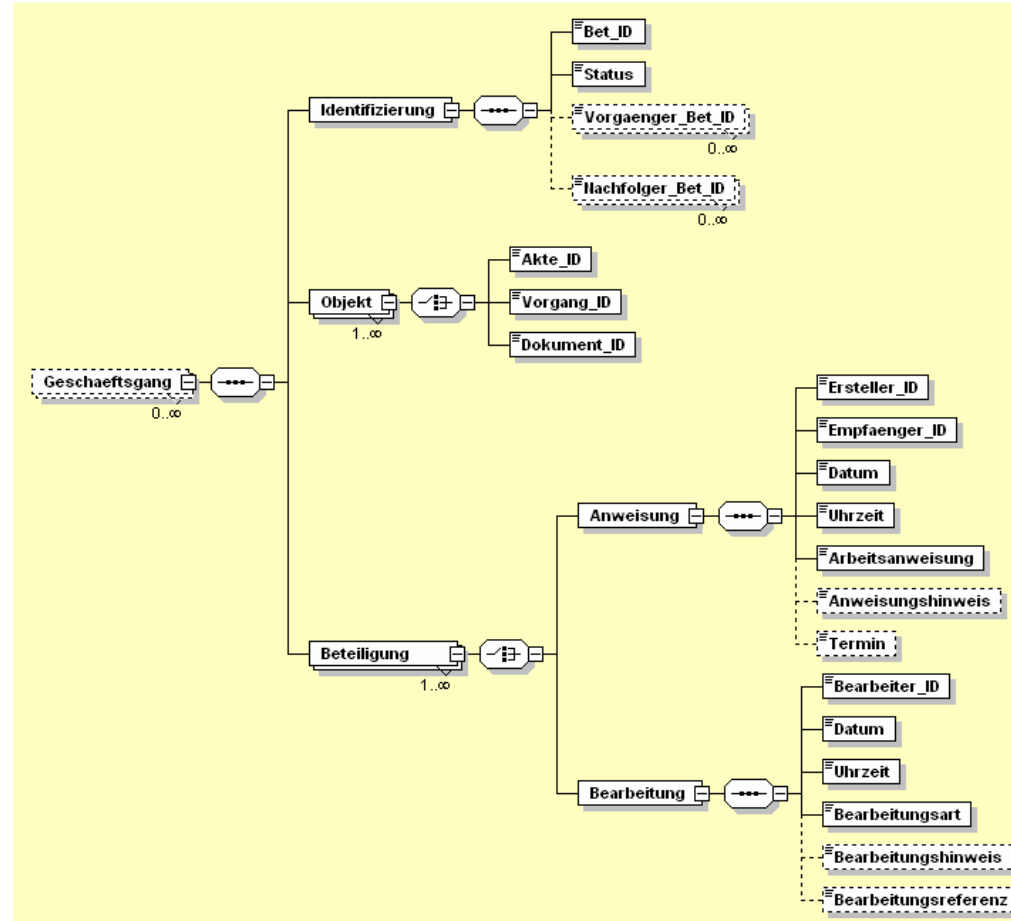 Bet_ID
Status
Identifizierung
Vorgaenger_Bet_ID
0..∞
Nachfolger_Bet_ID
0..∞
Akte_ID
Objekt
Vorgang_ID
1..∞
Dokument_ID
Geschaeftsgang
0..∞
Ersteller_ID
Empfaenger_ID
Datum
Anweisung
Uhrzeit
Arbeitsanweisung
Anweisungshinweis
Termin
Beteiligung
1..∞
Bearbeiter_ID
Datum
Uhrzeit
Bearbeitung
Bearbeitungsart
Bearbeitungshinweis
Bearbeitungsreferenz